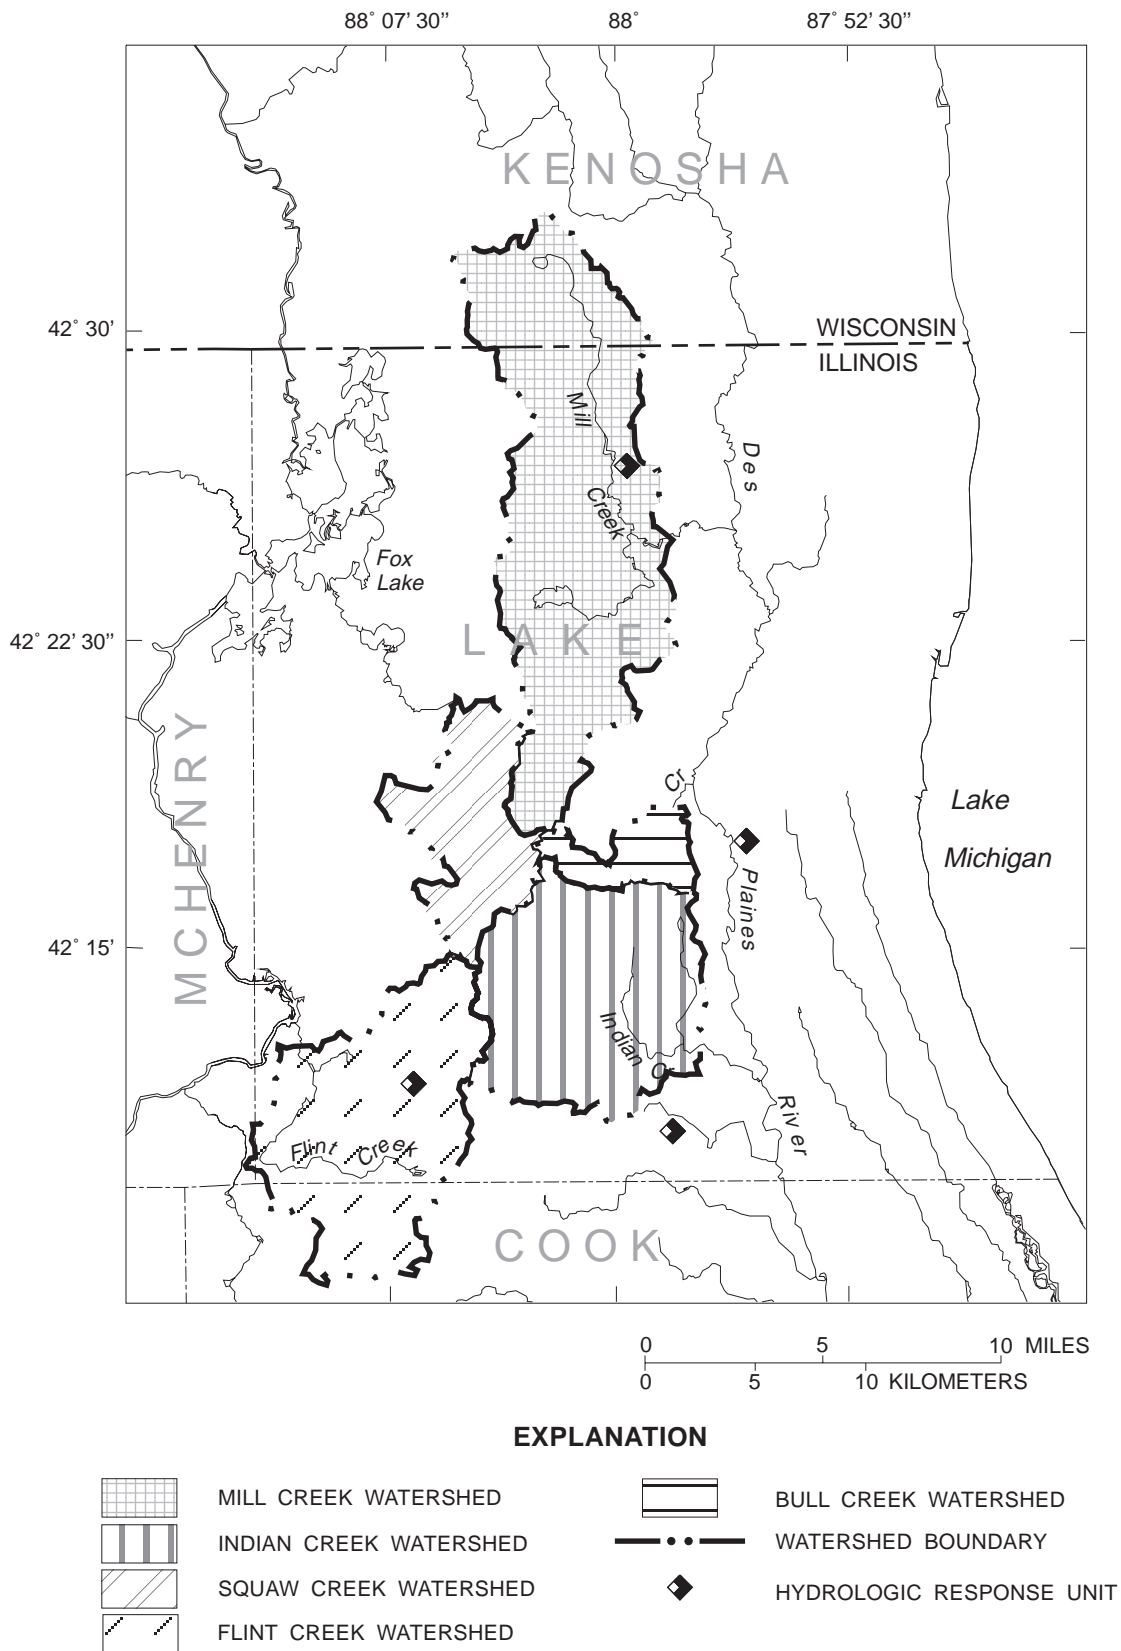 88° 07' 30" 88° 87° 52' 30"
KENOSHA
42° 30'
WISCONSIN
ILLINOIS
Mill
Creek
Des
Fox
Lake
42° 22' 30"
LAKE
MCHENRY
Cr
Lake
Michigan
Plaines
42° 15'
Indian Cr
River
Flint Creek
COOK
0 5 10 MILES
0 5 10 KILOMETERS
EXPLANATION
MILL CREEK WATERSHED
INDIAN CREEK WATERSHED
SQUAW CREEK WATERSHED
FLINT CREEK WATERSHED
BULL CREEK WATERSHED
WATERSHED BOUNDARY
HYDROLOGIC RESPONSE UNIT